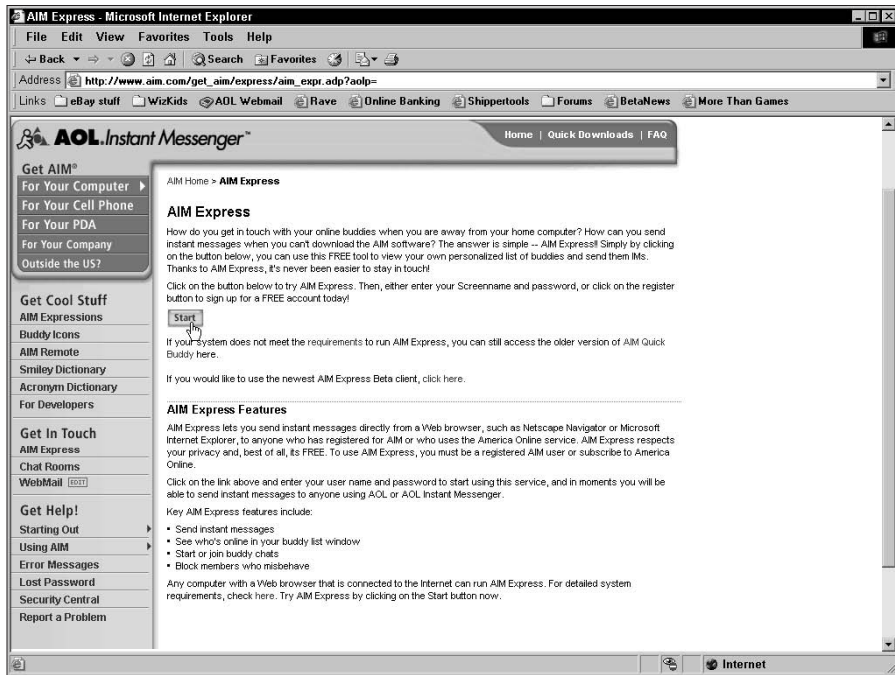 AIM Express - Microsoft Internet Explorer
File Edit View Favorites Tools Help
Back Search Favorites
Address http://www.aim.com/get_aim/express/aim_expr.adp?aolp=
Links eBay stuff WizKids AOL Webmail Rave Online Banking Shippertools Forums BetaNews More Than Games
AOL Instant Messenger™
Home | Quick Downloads | FAQ
Get AIM®
For Your Computer
For Your Cell Phone
For Your PDA
For Your Company
Outside the US?
Get Cool Stuff
AIM Expressions
Buddy Icons
AIM Remote
Smiley Dictionary
Acronym Dictionary
For Developers
Get In Touch
AIM Express
Chat Rooms
WebMail EDIT
Get Help!
Starting Out
Using AIM
Error Messages
Lost Password
Security Central
Report a Problem
AIM Home > AIM Express
AIM Express
How do you get in touch with your online buddies when you are away from your home computer? How can you send
instant messages when you can't download the AIM software? The answer is simple -- AIM Express!! Simply by clicking
on the button below, you can use this FREE tool to view your own personalized list of buddies and send them IMs.
Thanks to AIM Express, it's never been easier to stay in touch!
Click on the button below to try AIM Express. Then, either enter your Screenname and password, or click on the register
button to sign up for a FREE account today!
Start
If your system does not meet the requirements to run AIM Express, you can still access the older version of AIM Quick
Buddy here.
If you would like to use the newest AIM Express Beta client, click here.
AIM Express Features
AIM Express lets you send instant messages directly from a Web browser, such as Netscape Navigator or Microsoft
Internet Explorer, to anyone who has registered for AIM or who uses the America Online service. AIM Express respects
your privacy and, best of all, its FREE. To use AIM Express, you must be a registered AIM user or subscribe to America
Online.
Click on the link above and enter your user name and password to start using this service, and in moments you will be
able to send instant messages to anyone using AOL or AOL Instant Messenger.
Key AIM Express features include:
▪ Send instant messages
▪ See who's online in your buddy list window
▪ Start or join buddy chats
▪ Block members who misbehave
Any computer with a Web browser that is connected to the Internet can run AIM Express. For detailed system
requirements, check here. Try AIM Express by clicking on the Start button now.
Internet